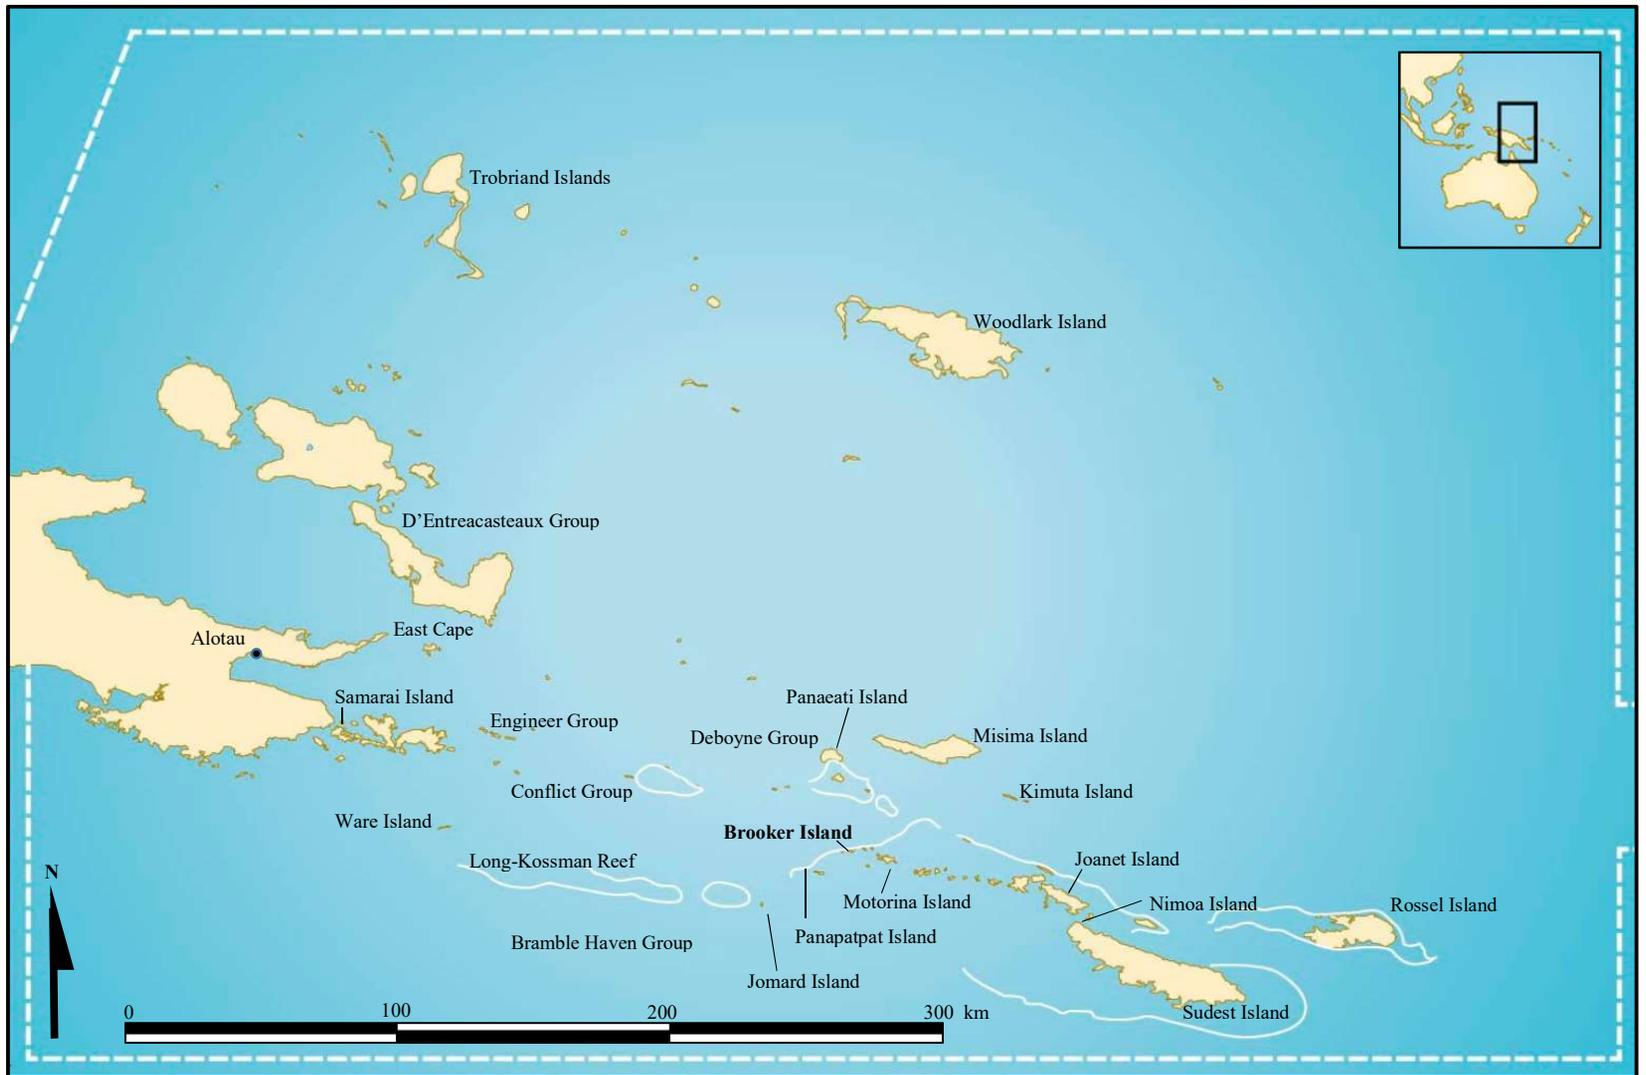 Trobriand Islands
Woodlark Island
D’Entreacasteaux Group
East Cape
Alotau
Samarai Island
Panaeati Island
Engineer Group
Deboyne Group
Misima Island
Conflict Group
Kimuta Island
Ware Island
Brooker Island
Long-Kossman Reef
Joanet Island
N
Motorina Island
Nimoa Island
Rossel Island
Bramble Haven Group
Panapatpat Island
Jomard Island
0 100 200 300 km
Sudest Island